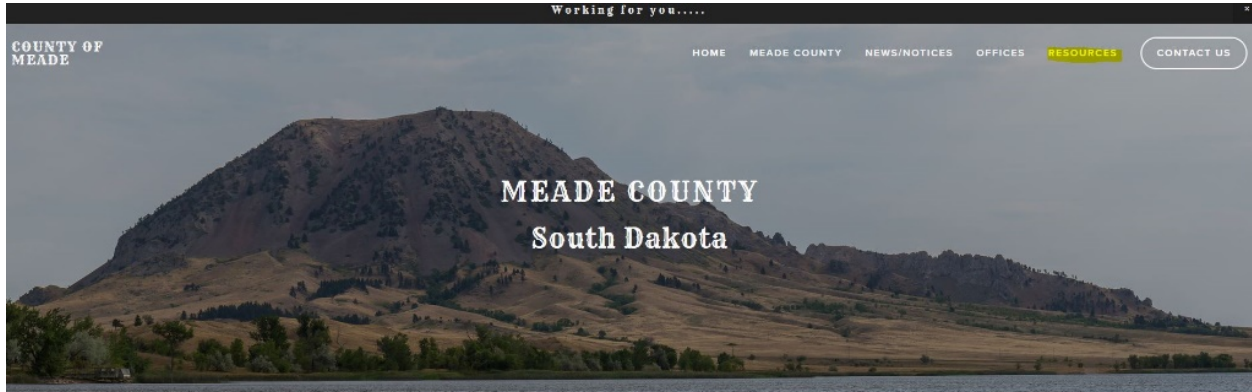 Working for you.....
×
COUNTY OF
MEADE
HOME MEADE COUNTY NEWS/NOTICES OFFICES RESOURCES CONTACT US
MEADE COUNTY
South Dakota